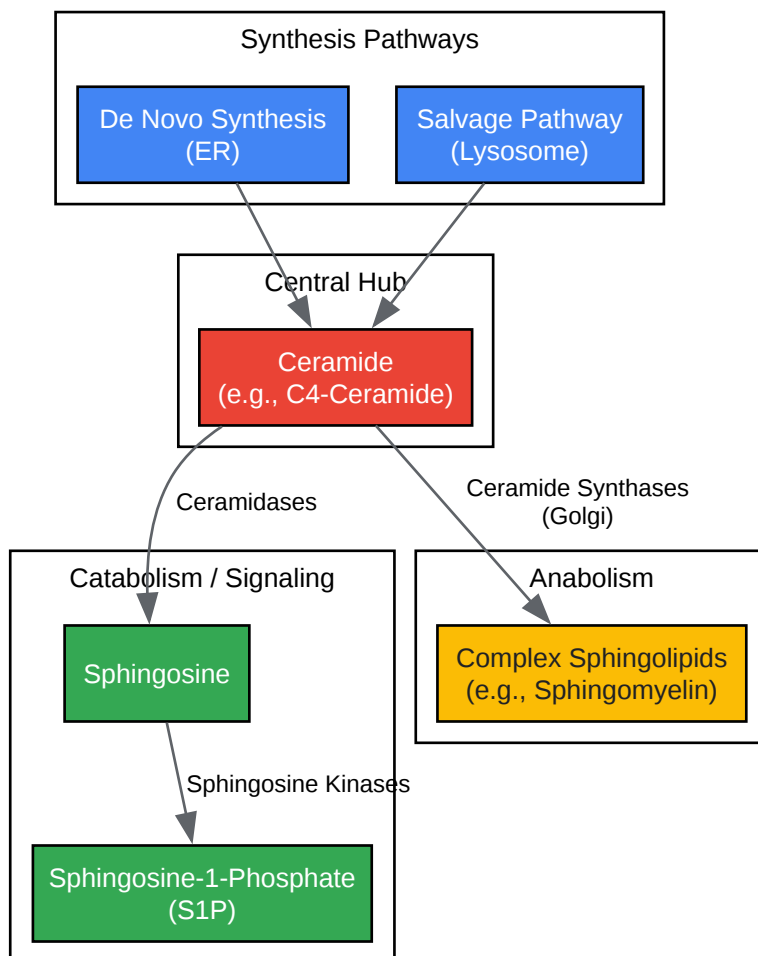 Synthesis Pathways
De Novo Synthesis
(ER)
Salvage Pathway
(Lysosome)
Central Hub
Ceramide
(e.g., C4-Ceramide)
Ceramidases
Ceramide Synthases
(Golgi)
Catabolism / Signaling
Anabolism
Sphingosine
Complex Sphingolipids
(e.g., Sphingomyelin)
Sphingosine Kinases
Sphingosine-1-Phosphate
(S1P)